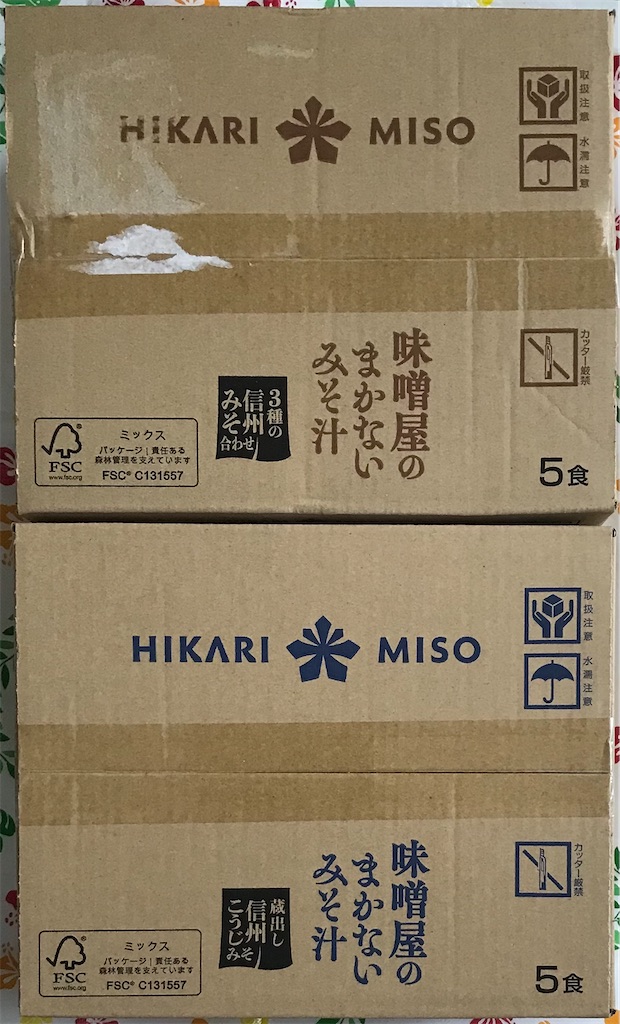 HIKARI MISO
取扱注意
水濡注意
カッター厳禁
味噌屋の
まかない
みそ汁
3種の
信州
みそ
合わせ
5食
FSC
www.fsc.org
ミックス
パッケージ|責任ある
森林管理を支えています
FSC® C131557
HIKARI MISO
取扱注意
水濡注意
カッター厳禁
味噌屋の
まかない
みそ汁
蔵出し
信州
こうじみそ
5食
FSC
www.fsc.org
ミックス
パッケージ|責任ある
森林管理を支えています
FSC® C131557